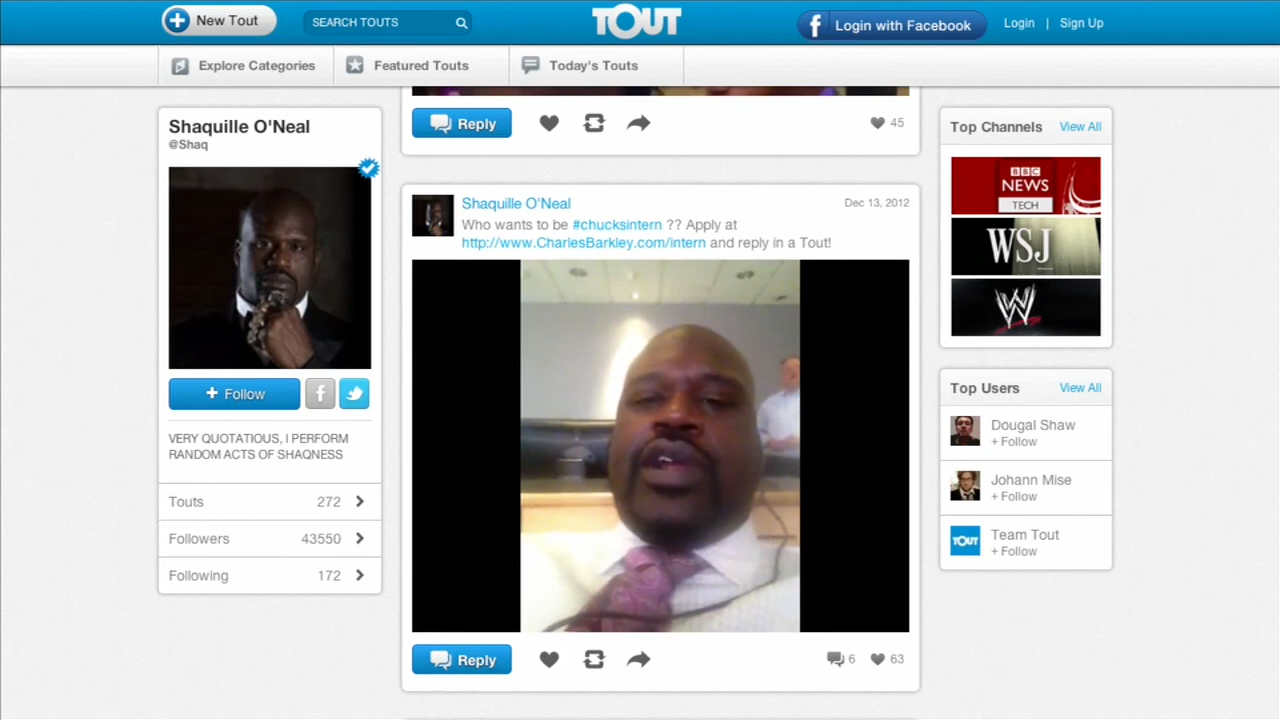 New Tout
SEARCH TOUTS
TOUT
f
Login with Facebook
Login | Sign Up
Explore Categories
Featured Touts
Today's Touts
Shaquille O'Neal
@Shaq
+ Follow
f
VERY QUOTATIOUS, I PERFORM
RANDOM ACTS OF SHAQNESS
Touts 272
Followers 43550
Following 172
Reply
45
Shaquille O'Neal
Dec 13, 2012
Who wants to be #chucksintern ?? Apply at
http://www.CharlesBarkley.com/intern and reply in a Tout!
Reply
6
63
Top Channels
View All
BBC
NEWS
TECH
WSJ
W
Top Users
View All
Dougal Shaw
+ Follow
Johann Mise
+ Follow
TOUT
Team Tout
+ Follow